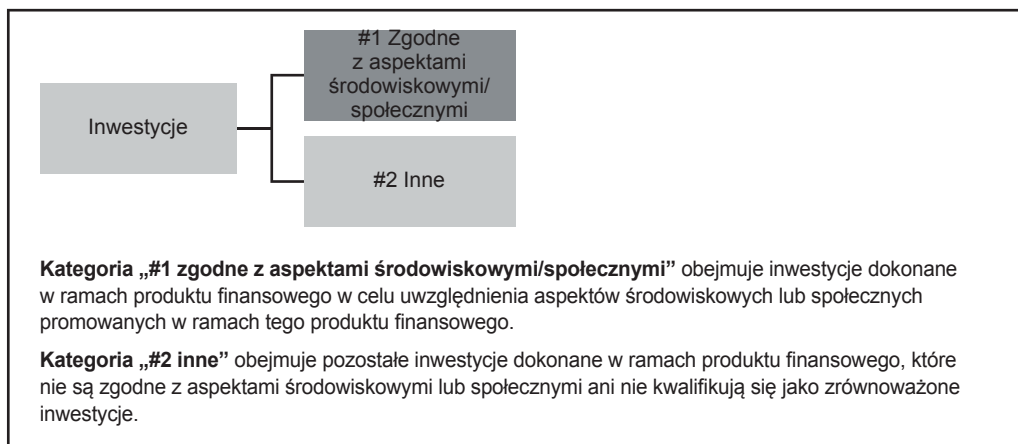 #1 Zgodne
z aspektami
środowiskowymi/
społecznymi
Inwestycje
#2 Inne
Kategoria „#1 zgodne z aspektami środowiskowymi/społecznymi” obejmuje inwestycje dokonane
w ramach produktu finansowego w celu uwzględnienia aspektów środowiskowych lub społecznych
promowanych w ramach tego produktu finansowego.
Kategoria „#2 inne” obejmuje pozostałe inwestycje dokonane w ramach produktu finansowego, które
nie są zgodne z aspektami środowiskowymi lub społecznymi ani nie kwalifikują się jako zrównoważone
inwestycje.